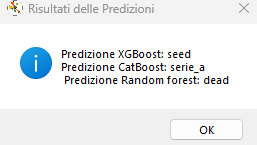 Risultati delle Predizioni
Predizione XGBoost: seed
Predizione CatBoost: serie_a
Predizione Random forest: dead
OK